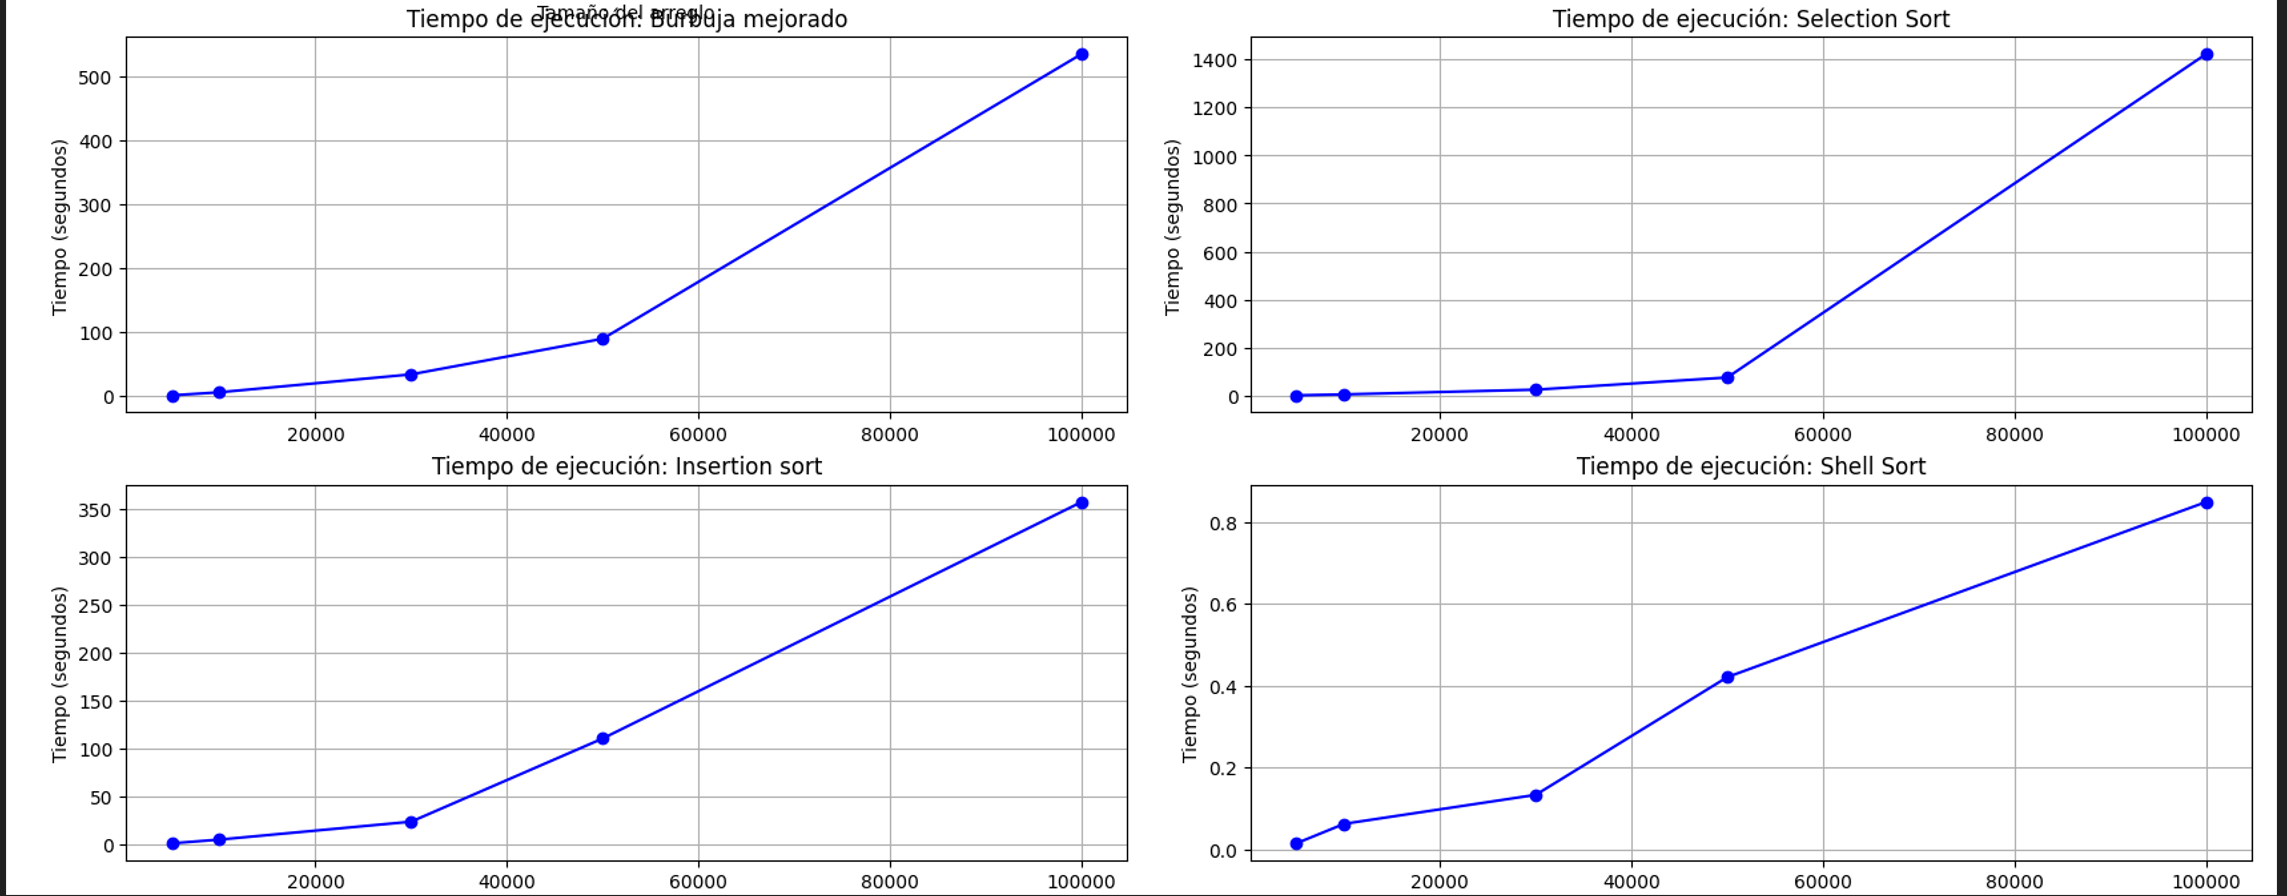 Tamaño del arreglo
Tiempo de ejecución: Burbuja mejorado
Tiempo (segundos)
500
400
300
200
100
0
20000 40000 60000 80000 100000
Tiempo de ejecución: Selection Sort
Tiempo (segundos)
1400
1200
1000
800
600
400
200
0
20000 40000 60000 80000 100000
Tiempo de ejecución: Insertion sort
Tiempo (segundos)
350
300
250
200
150
100
50
0
20000 40000 60000 80000 100000
Tiempo de ejecución: Shell Sort
Tiempo (segundos)
0.8
0.6
0.4
0.2
0.0
20000 40000 60000 80000 100000